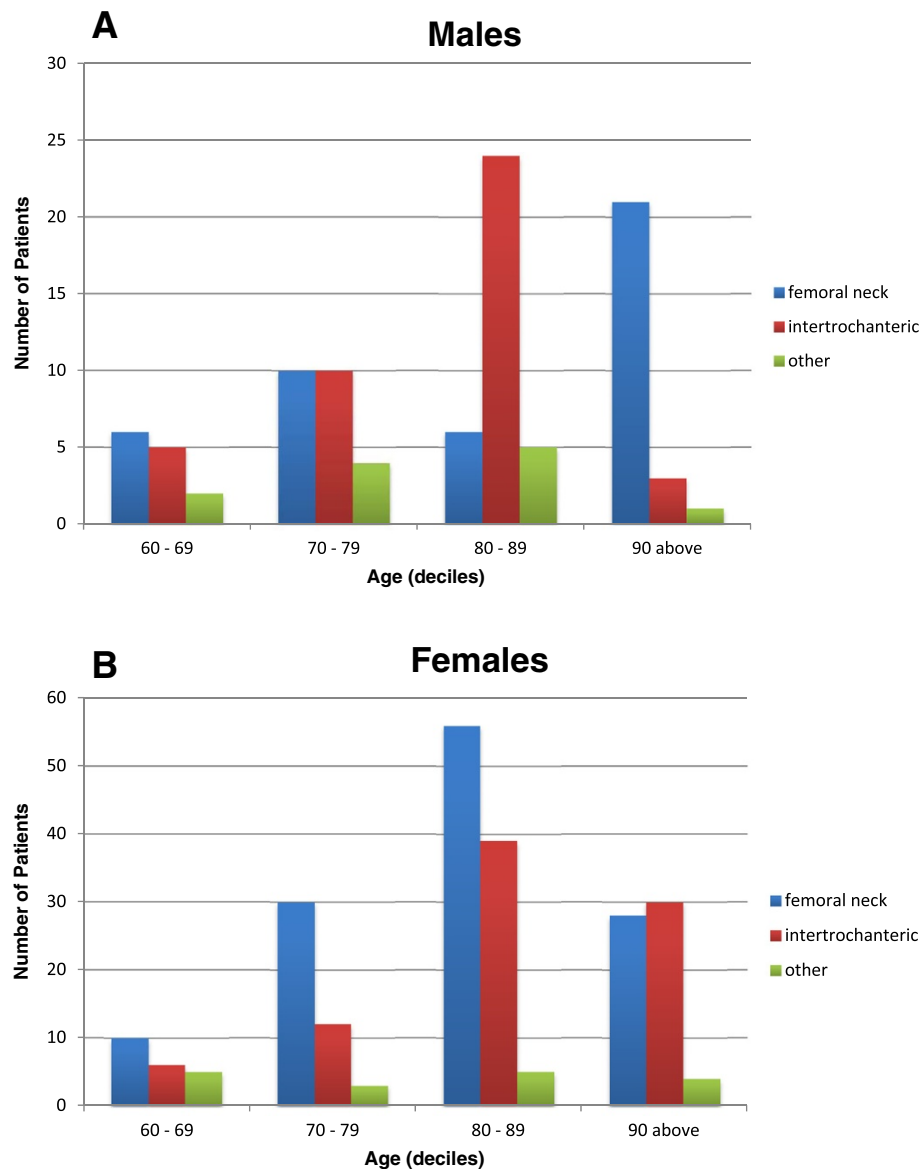 A
Males
30
25
20
15
10
5
0
Number of Patients
60 - 69
70 - 79
80 - 89
90 above
Age (deciles)
femoral neck
intertrochanteric
other
B
Females
60
50
40
30
20
10
0
Number of Patients
60 - 69
70 - 79
80 - 89
90 above
Age (deciles)
femoral neck
intertrochanteric
other